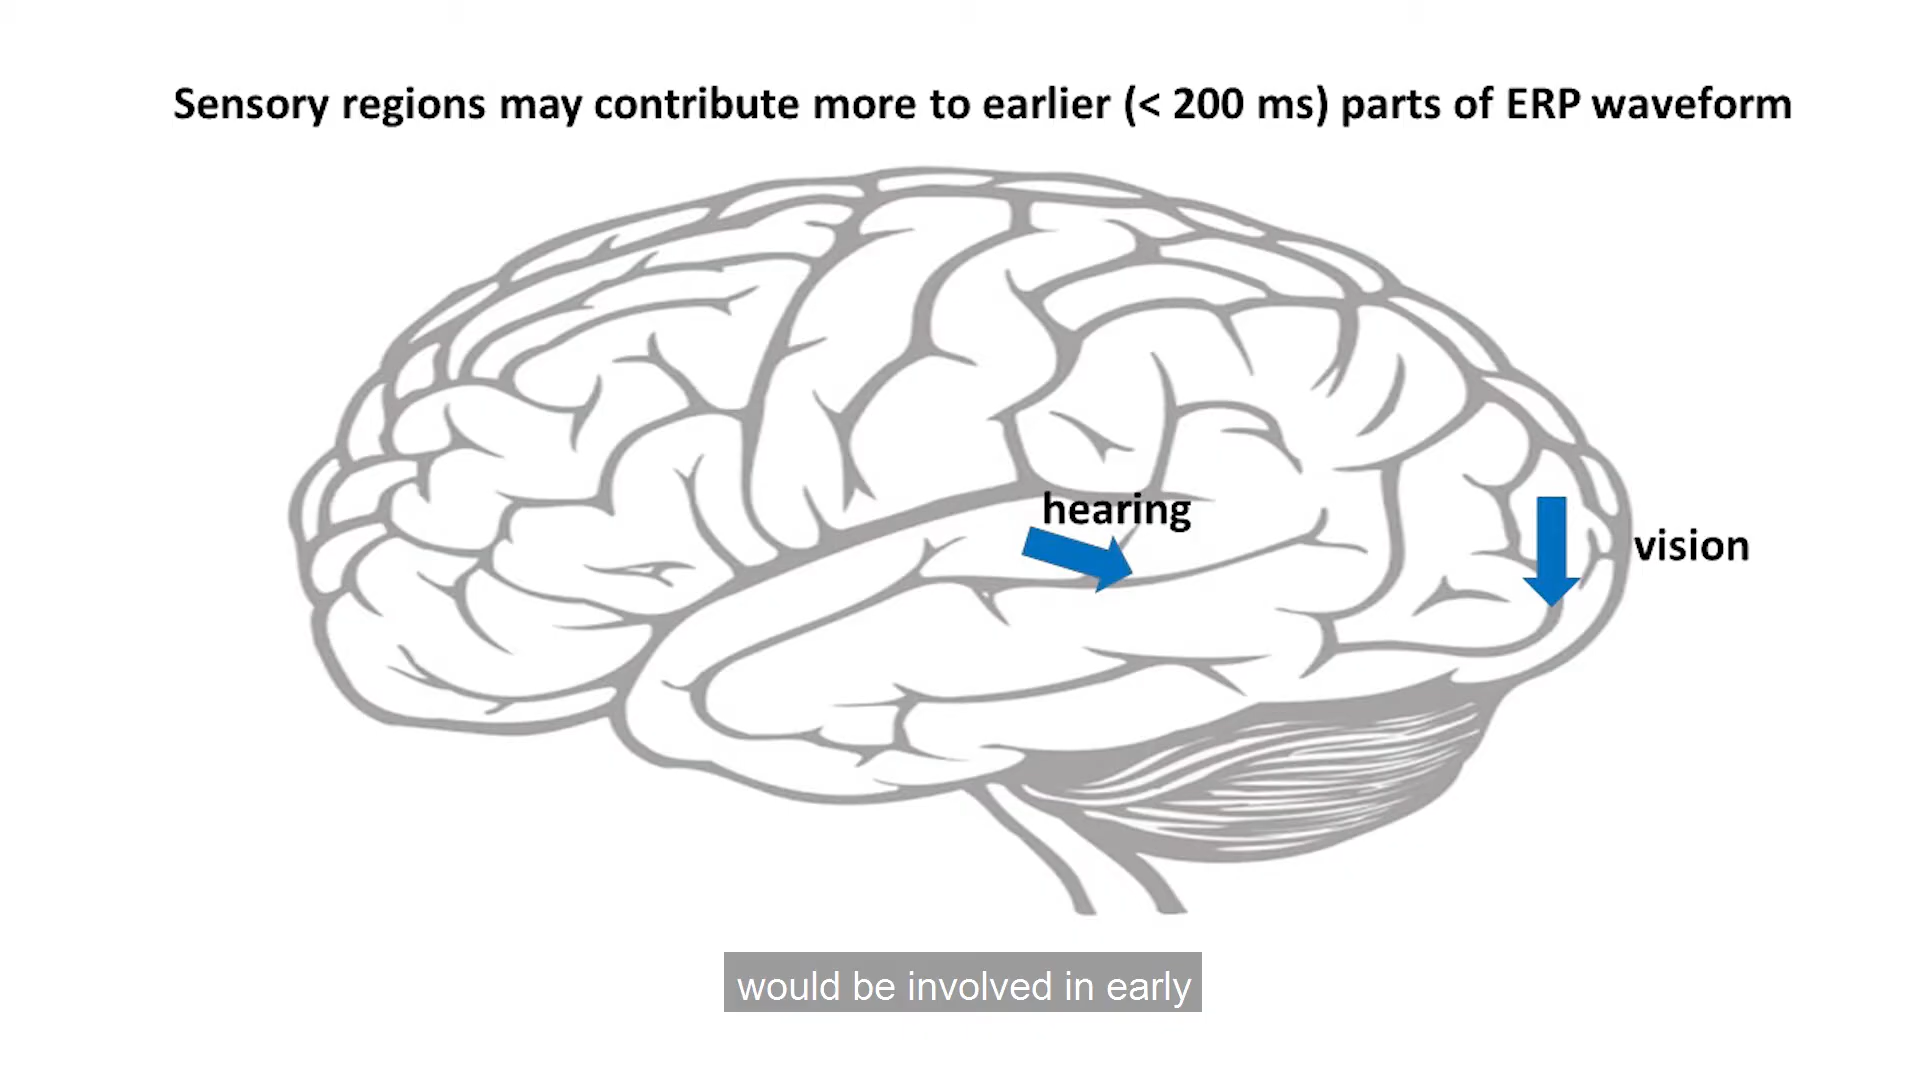 Sensory regions may contribute more to earlier (< 200 ms) parts of ERP waveform
hearing
vision
would be involved in early